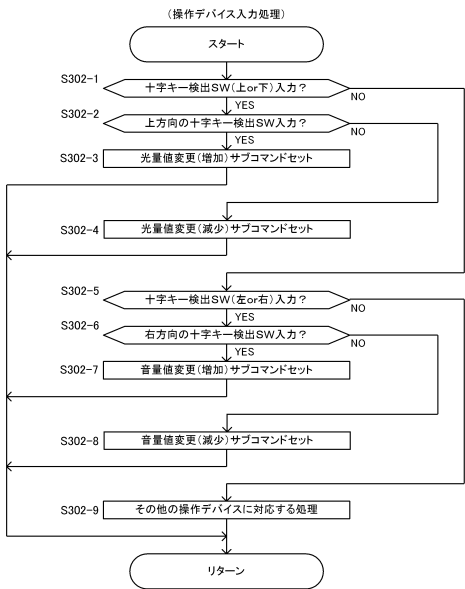 (操作デバイス入力処理)
スタート
S302-1
十字キー検出SW(上or下)入力?
NO
YES
S302-2
上方向の十字キー検出SW入力?
NO
YES
S302-3
光量値変更(増加)サブコマンドセット
S302-4
光量値変更(減少)サブコマンドセット
S302-5
十字キー検出SW(左or右)入力?
NO
YES
S302-6
右方向の十字キー検出SW入力?
NO
YES
S302-7
音量値変更(増加)サブコマンドセット
S302-8
音量値変更(減少)サブコマンドセット
S302-9
その他の操作デバイスに対応する処理
リターン